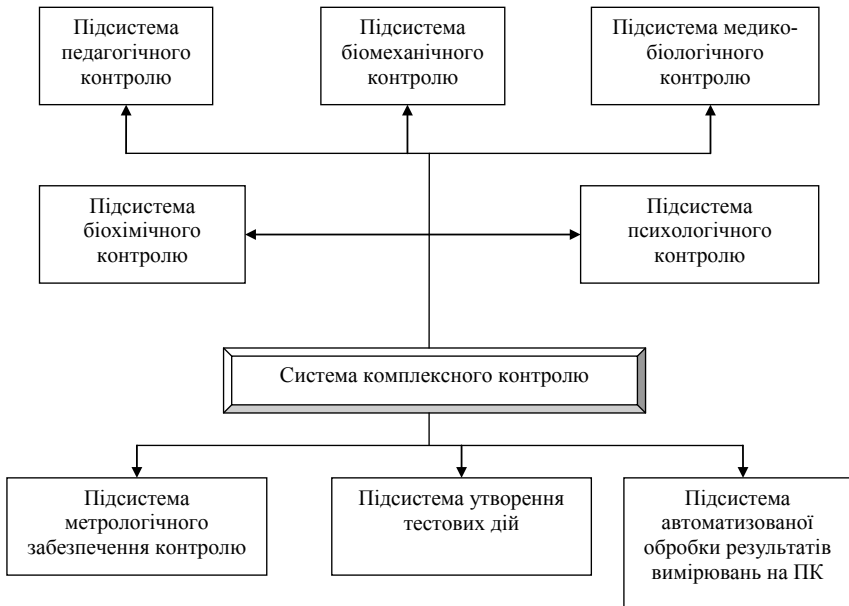 Підсистема
педагогічного
контролю
Підсистема
біомеханічного
контролю
Підсистема медико-
біологічного
контролю
Підсистема
біохімічного
контролю
Підсистема
психологічного
контролю
Система комплексного контролю
Підсистема
метрологічного
забезпечення контролю
Підсистема утворення
тестових дій
Підсистема
автоматизованої
обробки результатів
вимірювань на ПК